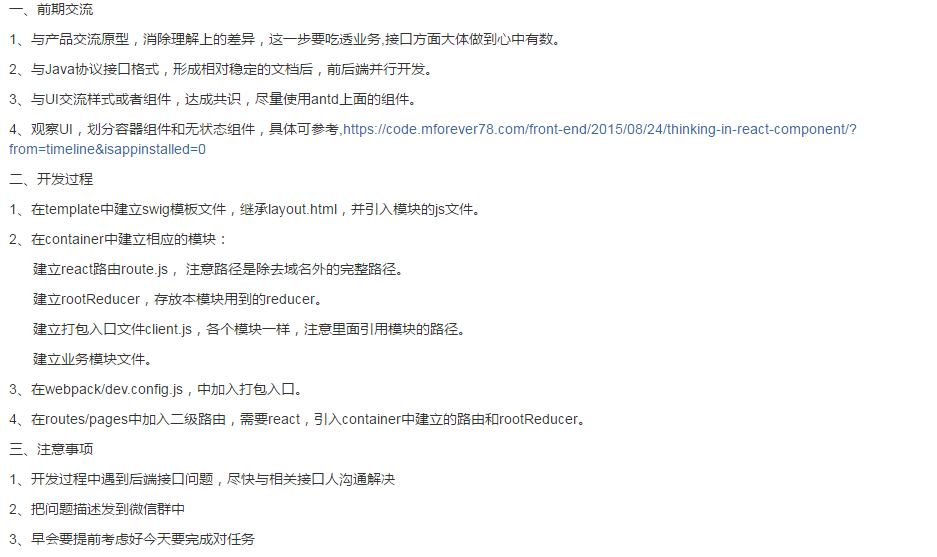 一、前期交流
1、与产品交流原型，消除理解上的差异，这一步要吃透业务,接口方面大体做到心中有数。
2、与Java协议接口格式，形成相对稳定的文档后，前后端并行开发。
3、与UI交流样式或者组件，达成共识，尽量使用antd上面的组件。
4、观察UI，划分容器组件和无状态组件，具体可参考,https://code.mforever78.com/front-end/2015/08/24/thinking-in-react-component/?
from=timeline&isappinstalled=0
二、开发过程
1、在template中建立swig模板文件，继承layout.html，并引入模块的js文件。
2、在container中建立相应的模块：
建立react路由route.js， 注意路径是除去域名外的完整路径。
建立rootReducer，存放本模块用到的reducer。
建立打包入口文件client.js，各个模块一样，注意里面引用模块的路径。
建立业务模块文件。
3、在webpack/dev.config.js，中加入打包入口。
4、在routes/pages中加入二级路由，需要react，引入container中建立的路由和rootReducer。
三、注意事项
1、开发过程中遇到后端接口问题，尽快与相关接口人沟通解决
2、把问题描述发到微信群中
3、早会要提前考虑好今天要完成对任务